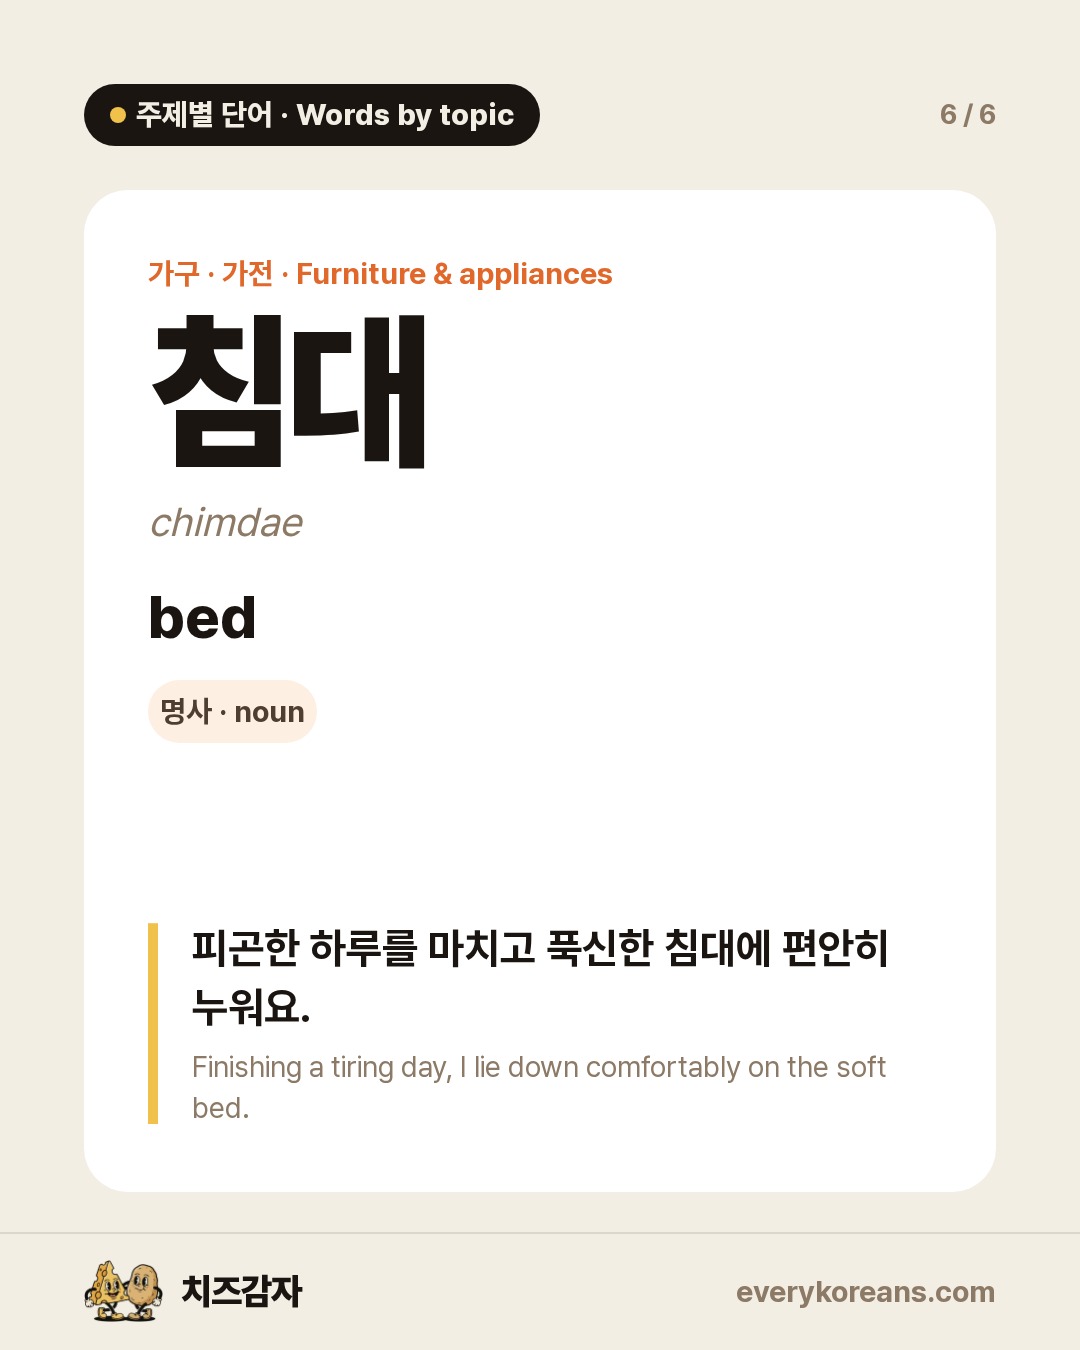 주제별 단어 · Words by topic
6 / 6
가구 · 가전 · Furniture & appliances
침대
chimdae
bed
명사 · noun
피곤한 하루를 마치고 푹신한 침대에 편안히
누워요.
Finishing a tiring day, I lie down comfortably on the soft
bed.
치즈감자
everykoreans.com